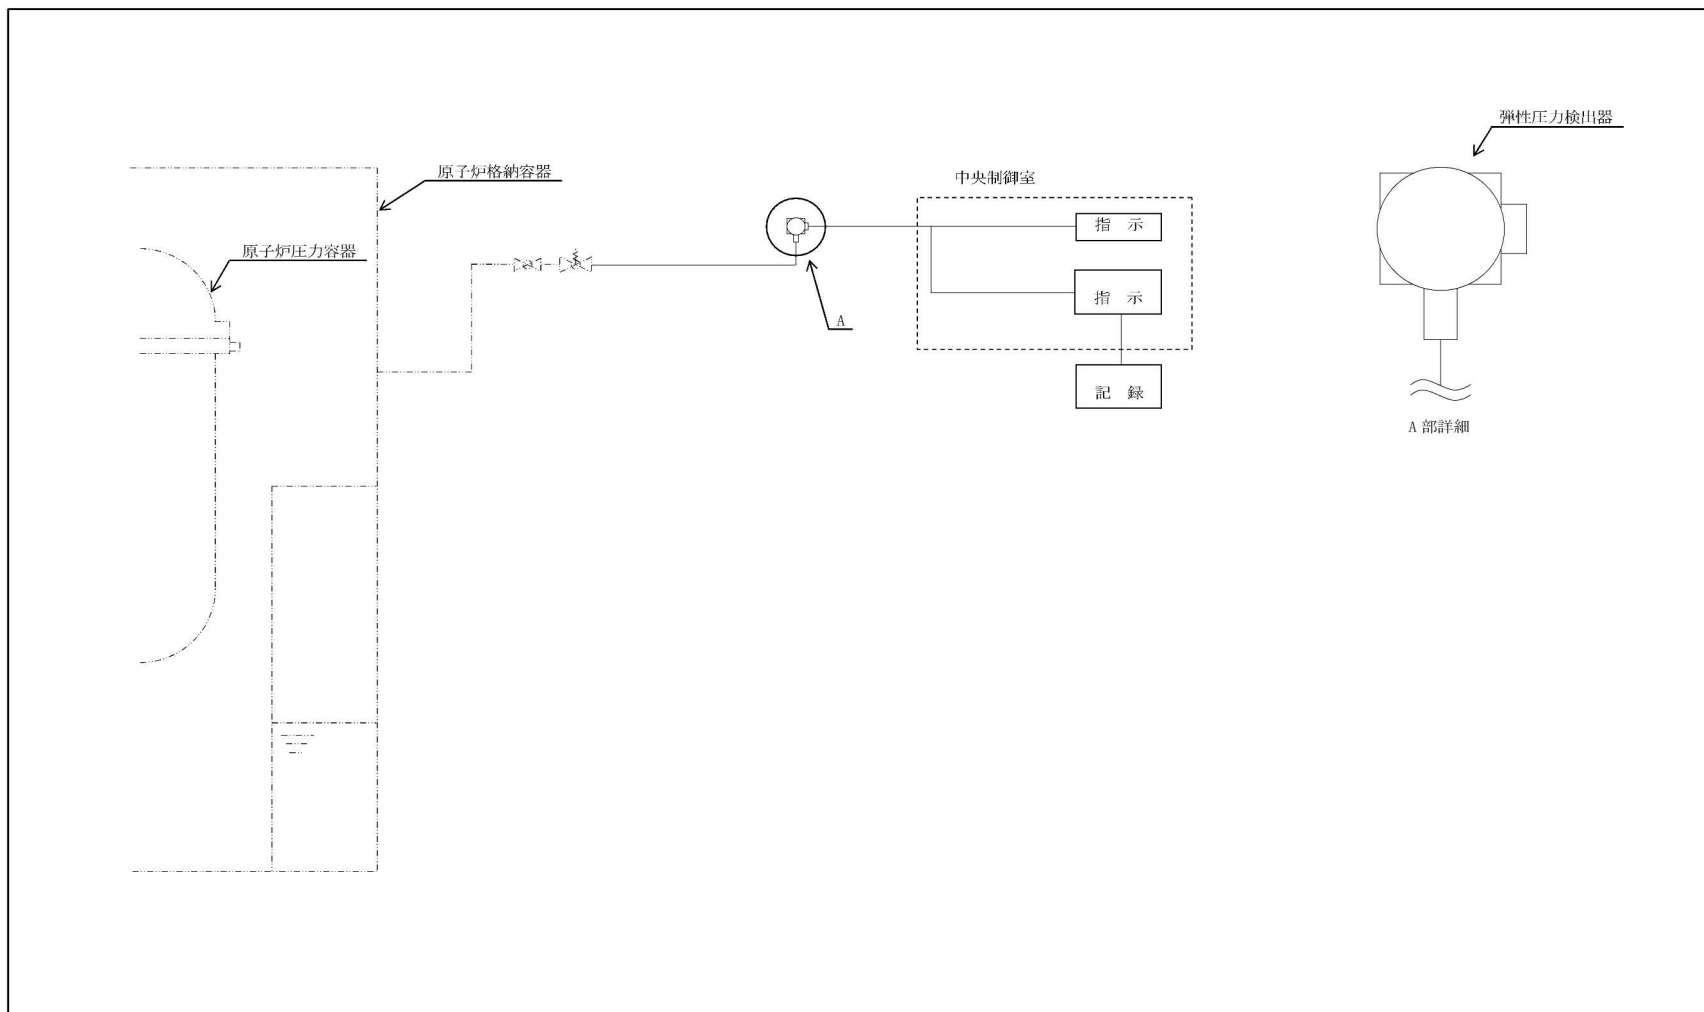 弾性圧力検出器
原子炉格納容器
中央制御室
指 示
原子炉圧力容器
指 示
A
記 録
A 部詳細